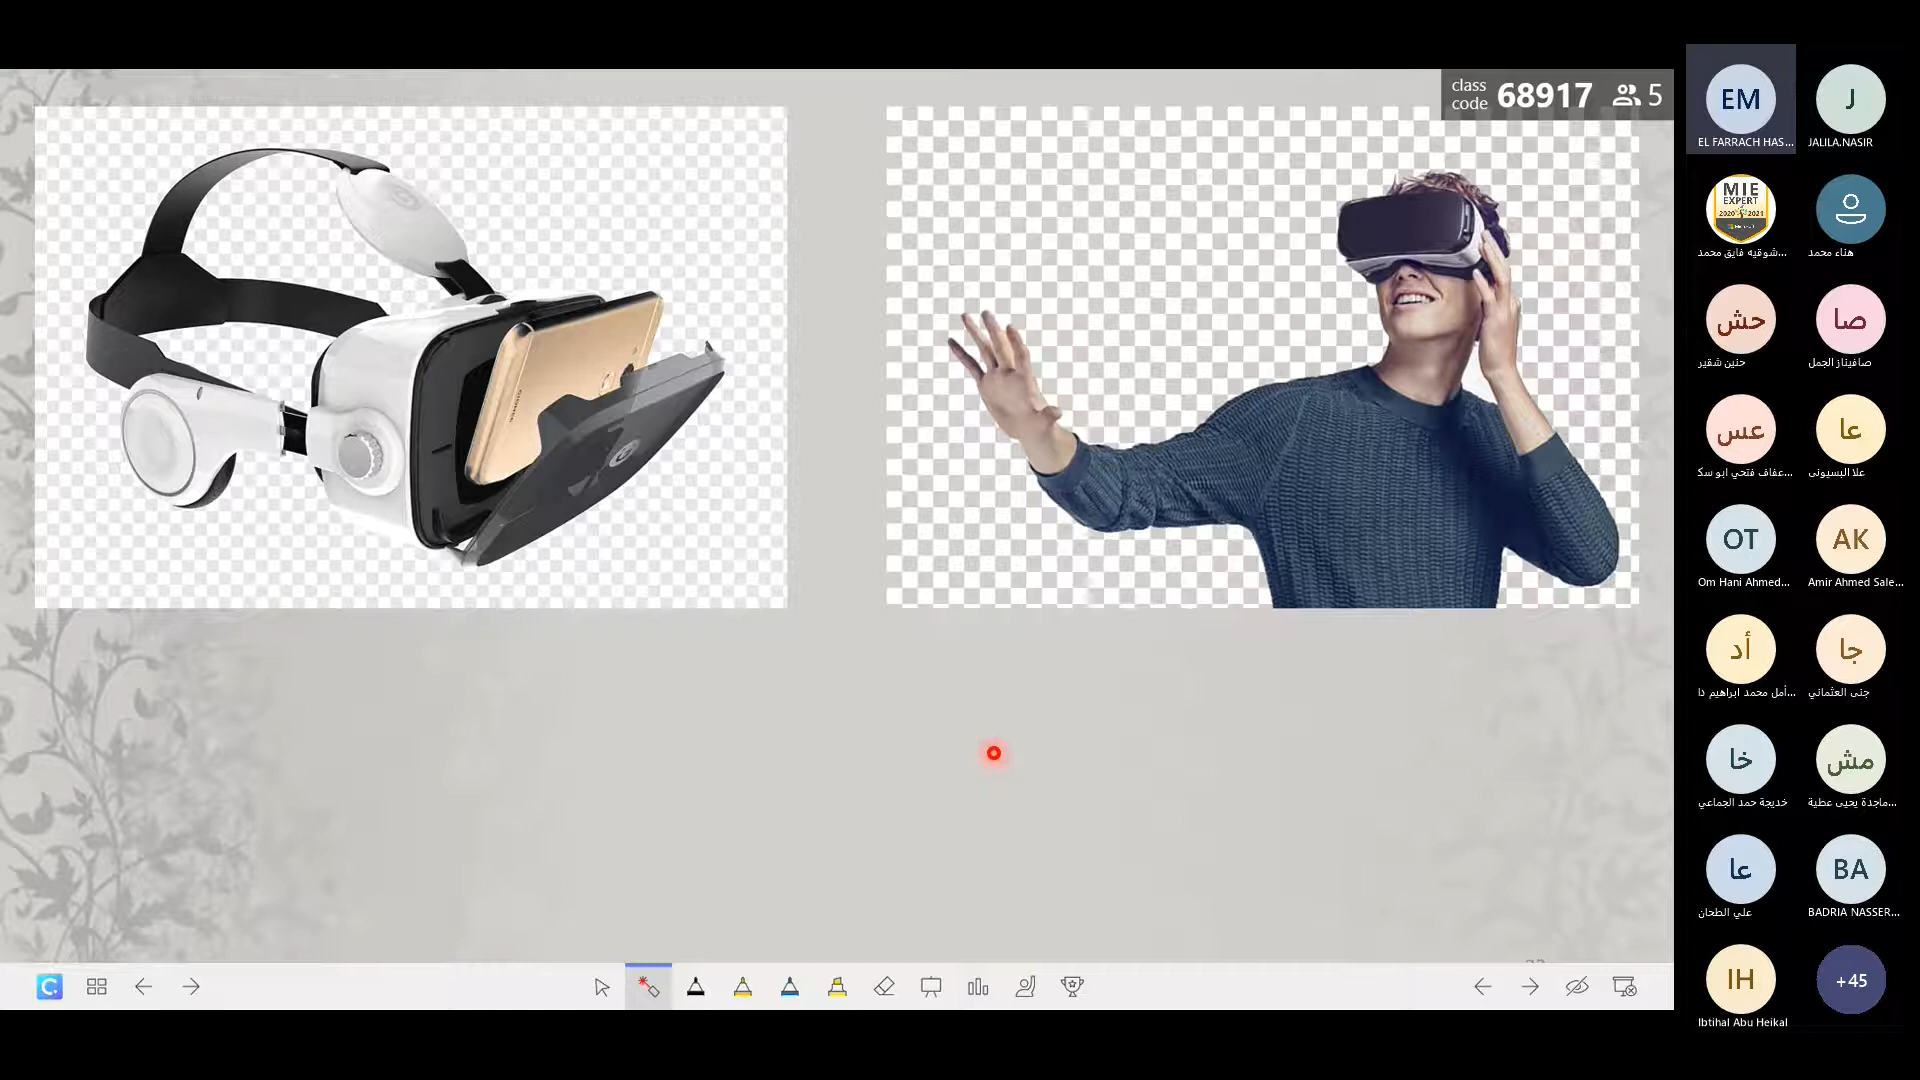 class
code 68917 5
EM J
EL FARRACH HAS... JALILA.NASIR
MIE
EXPERT
2020 2021
Microsoft
شوقيه فايق محمد... هناء محمد
حش صا
حنين شقير صافيناز الجمل
عس عا
عفاف فتحي ابو سك... علا البسيونى
OT AK
Om Hani Ahmed... Amir Ahmed Sale...
أد جا
أمل محمد ابراهيم دا... جنى العثماني
خا مش
خديجة حمد الجماعي ماجدة يحيى عطية...
عا BA
علي الطحان BADRIA NASSER...
IH +45
Ibtihal Abu Heikal